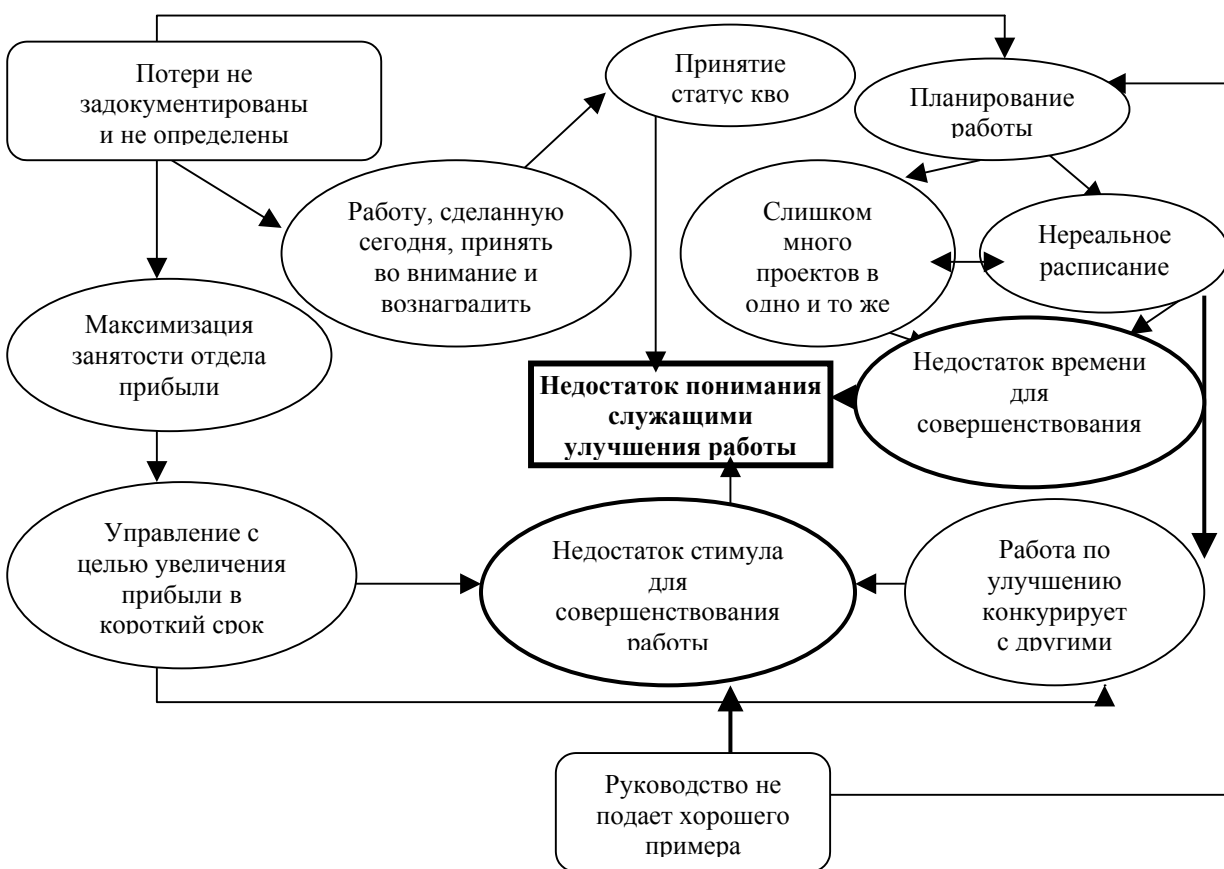 Потери не
задокументированы
и не определены
Принятие
статус кво
Планирование
работы
Работу, сделанную
сегодня, принять
во внимание и
вознаградить
Слишком
много
проектов в
одно и то же
Нереальное
расписание
Максимизация
занятости отдела
прибыли
Недостаток понимания
служащими
улучшения работы
Недостаток времени
для
совершенствования
Управление с
целью увеличения
прибыли в
короткий срок
Недостаток стимула
для
совершенствования
работы
Работа по
улучшению
конкурирует
с другими
Руководство не
подает хорошего
примера